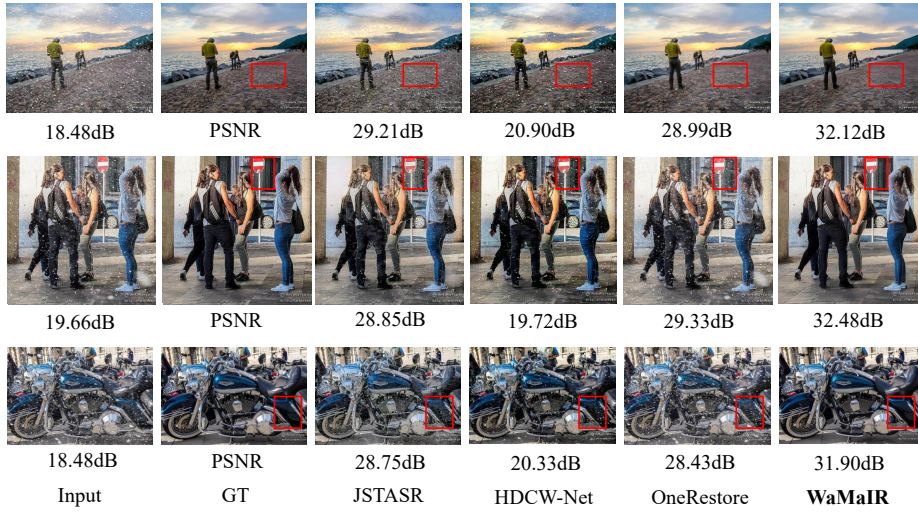 18.48dB PSNR 29.21dB 20.90dB 28.99dB 32.12dB
19.66dB PSNR 28.85dB 19.72dB 29.33dB 32.48dB
18.48dB PSNR 28.75dB 20.33dB 28.43dB 31.90dB
Input GT JSTASR HDCW-Net OneRestore WaMaIR